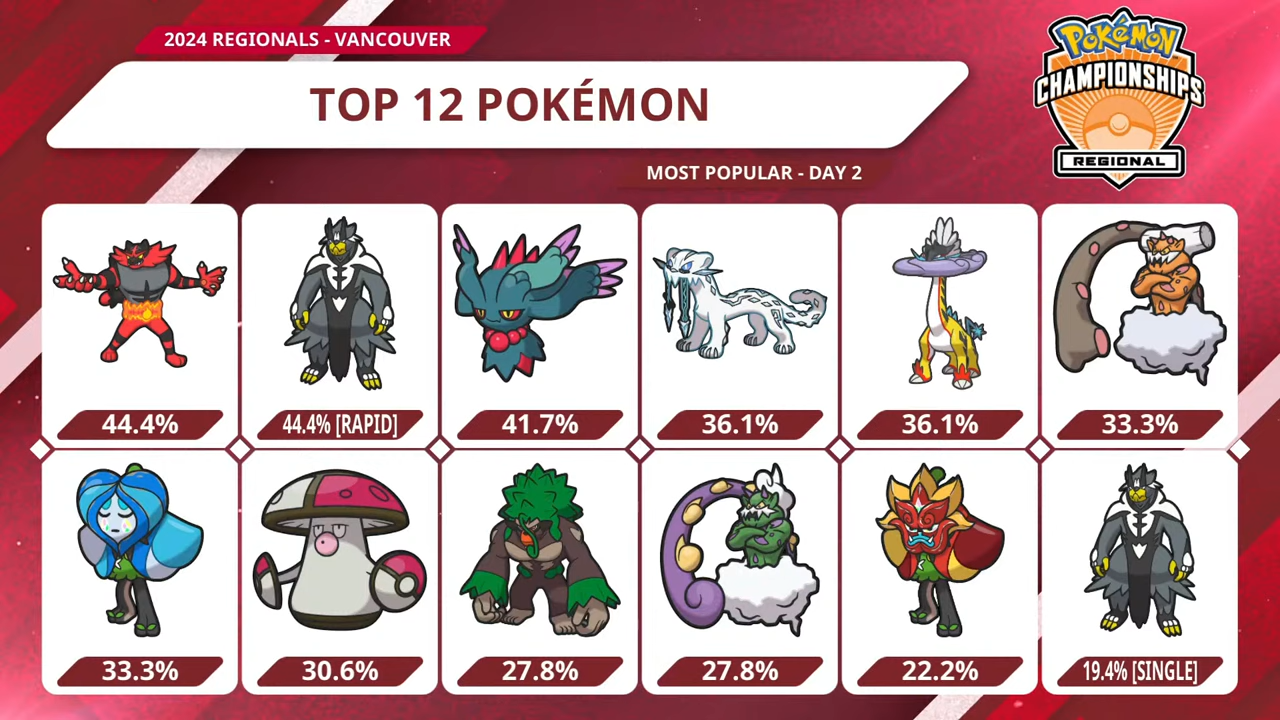 2024 REGIONALS - VANCOUVER
TOP 12 POKÉMON
MOST POPULAR - DAY 2
POKÉMON
CHAMPIONSHIPS
REGIONAL
44.4%
44.4% [RAPID]
41.7%
36.1%
36.1%
33.3%
33.3%
30.6%
27.8%
27.8%
22.2%
19.4% [SINGLE]